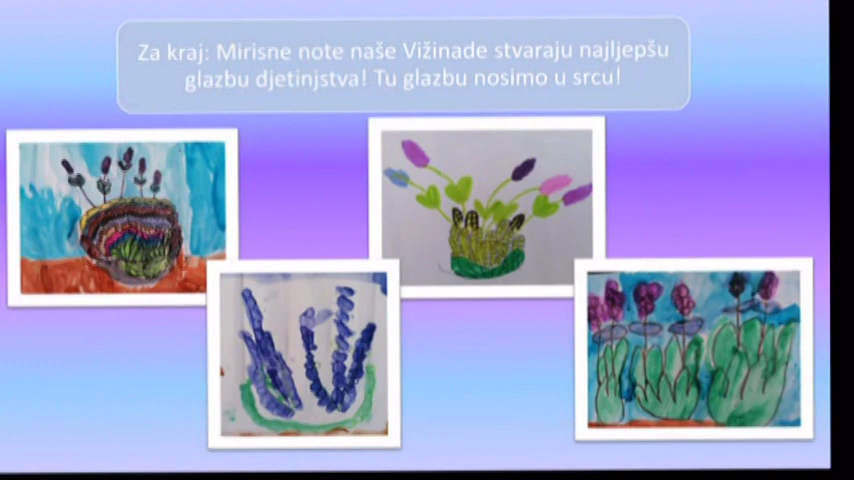 Za kraj: Mirisne note naše Vižinade stvaraju najljepšu
glazbu djetinjstva! Tu glazbu nosimo u srcu!